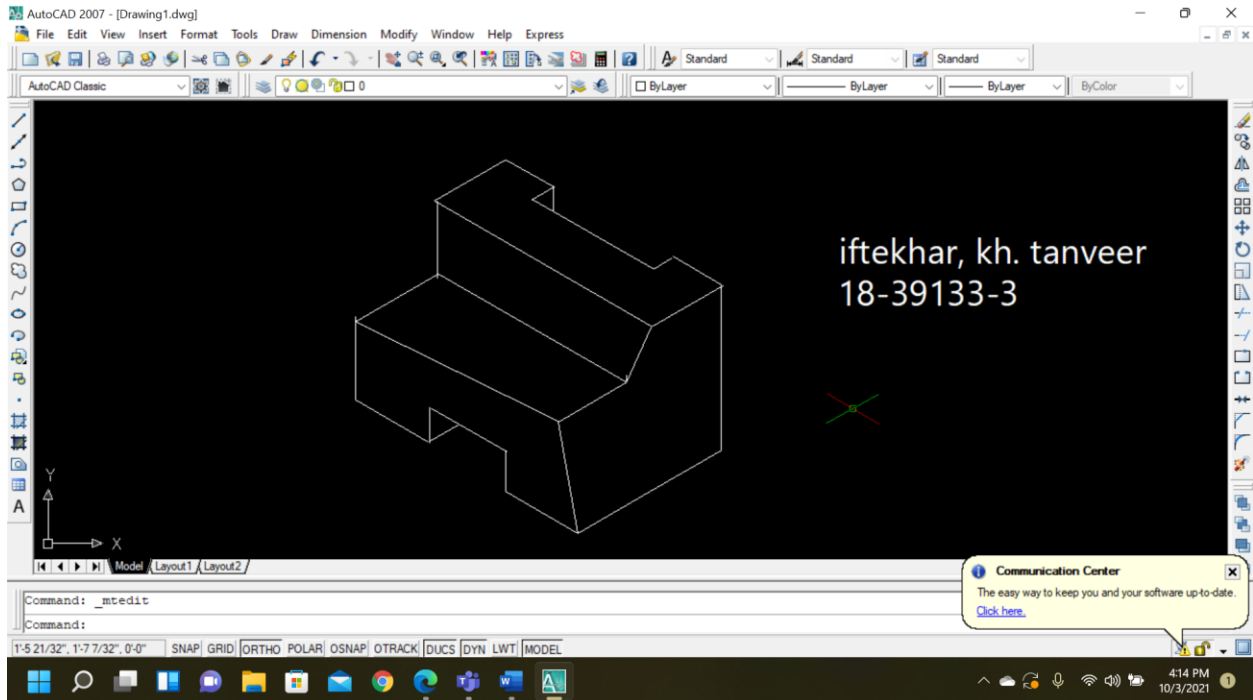 AutoCAD 2007 - [Drawing1.dwg]
File Edit View Insert Format Tools Draw Dimension Modify Window Help Express
Standard Standard Standard
AutoCAD Classic 0 ByLayer ByLayer ByLayer ByColor
iftekhar, kh. tanveer
18-39133-3
Y
A
X
Model Layout1 Layout2
Communication Center
The easy way to keep you and your software up-to-date.
Click here.
Command: _mtedit
Command:
1'-5 21/32", 1'-7 7/32", 0'-0" SNAP GRID ORTHO POLAR OSNAP OTRACK DUCS DYN LWT MODEL
4:14 PM
10/3/2021
1